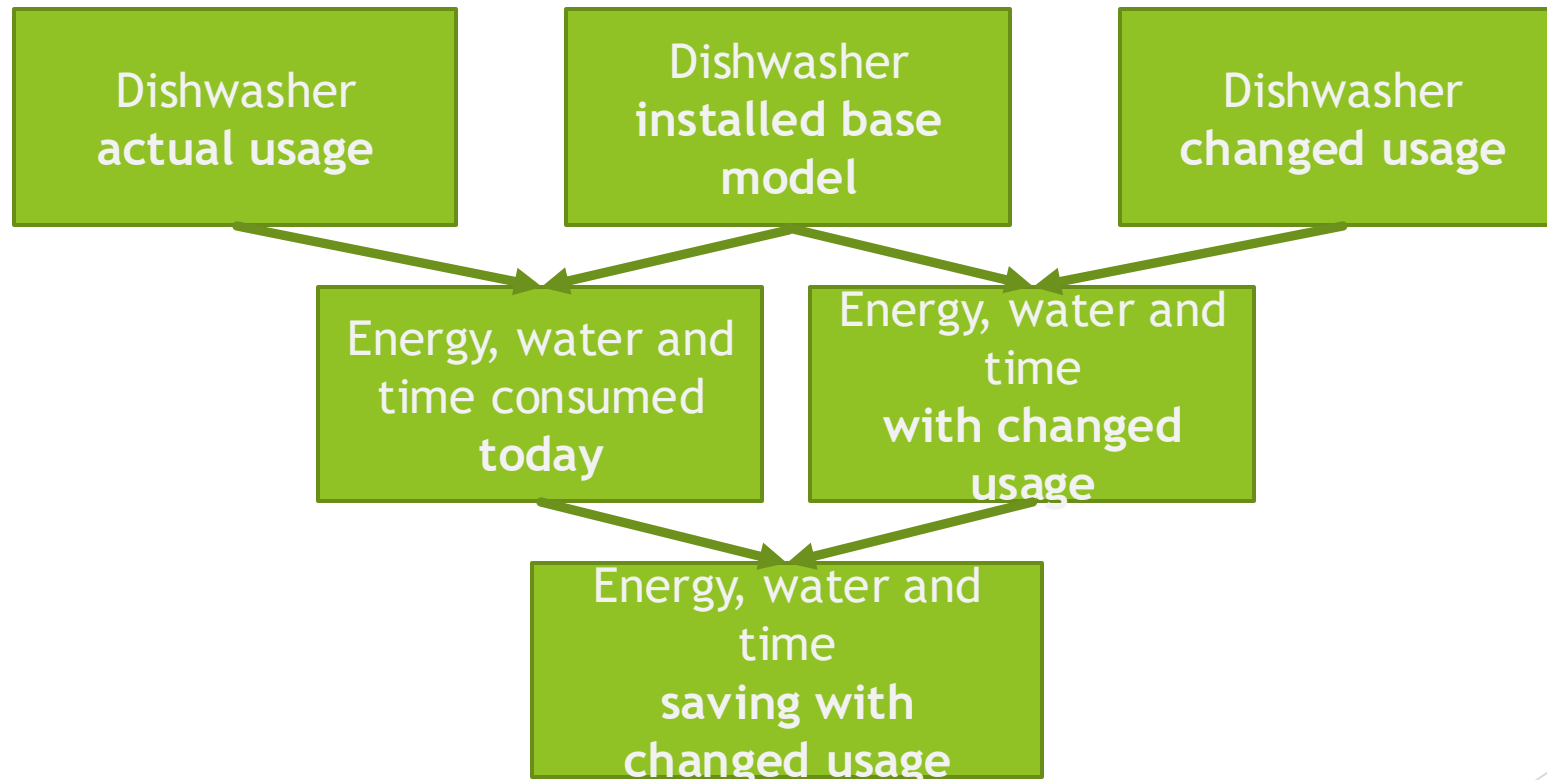 Dishwasher
actual usage
Dishwasher
installed base
model
Dishwasher
changed usage
Energy, water and
time consumed
today
Energy, water and
time
with changed
usage
Energy, water and
time
saving with
changed usage